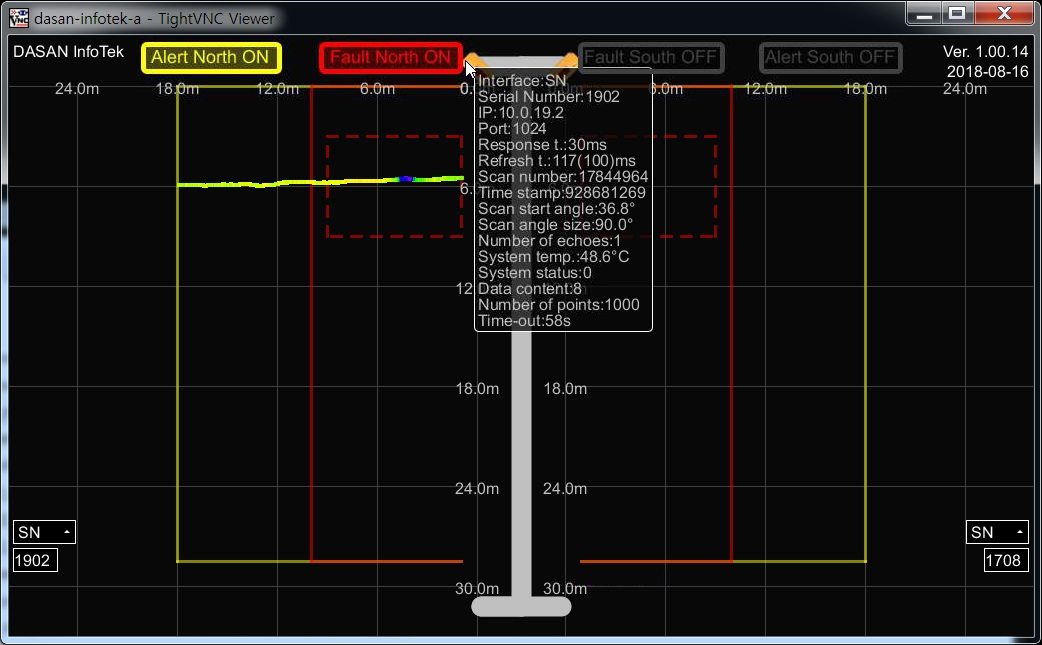 dasan-infotek-a - TightVNC Viewer
DASAN InfoTek
Alert North ON
Fault North ON
Fault South OFF
Alert South OFF
Ver. 1.00.14
2018-08-16
24.0m
18.0m
12.0m
6.0m
6.0m
12.0m
18.0m
24.0m
Interface:SN
Serial Number:1902
IP:10.0.19.2
Port:1024
Response t.:30ms
Refresh t.:117(100)ms
Scan number:17844964
Time stamp:928681269
Scan start angle:36.8°
Scan angle size:90.0°
Number of echoes:1
System temp.:48.6°C
System status:0
Data content:8
Number of points:1000
Time-out:58s
18.0m 18.0m
24.0m 24.0m
30.0m 30.0m
SN
1902
SN
1708